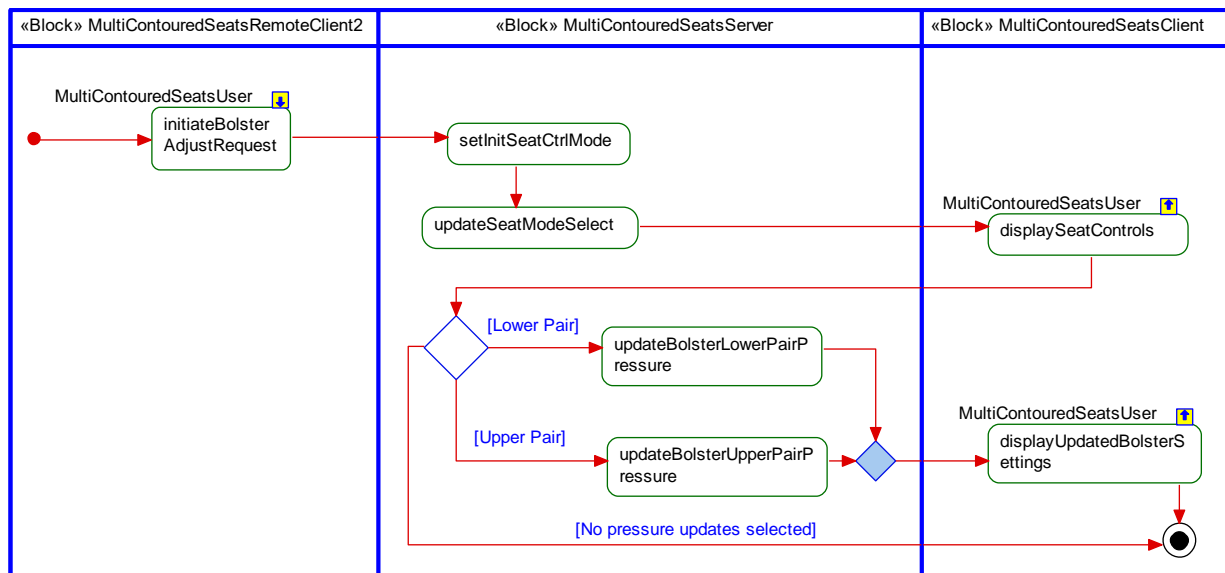 «Block» MultiContouredSeatsRemoteClient2
«Block» MultiContouredSeatsServer
«Block» MultiContouredSeatsClient
MultiContouredSeatsUser
initiateBolster
AdjustRequest
setInitSeatCtrlMode
updateSeatModeSelect
MultiContouredSeatsUser
displaySeatControls
[Lower Pair]
updateBolsterLowerPairP
ressure
[Upper Pair]
updateBolsterUpperPairP
ressure
MultiContouredSeatsUser
displayUpdatedBolsterS
ettings
[No pressure updates selected]